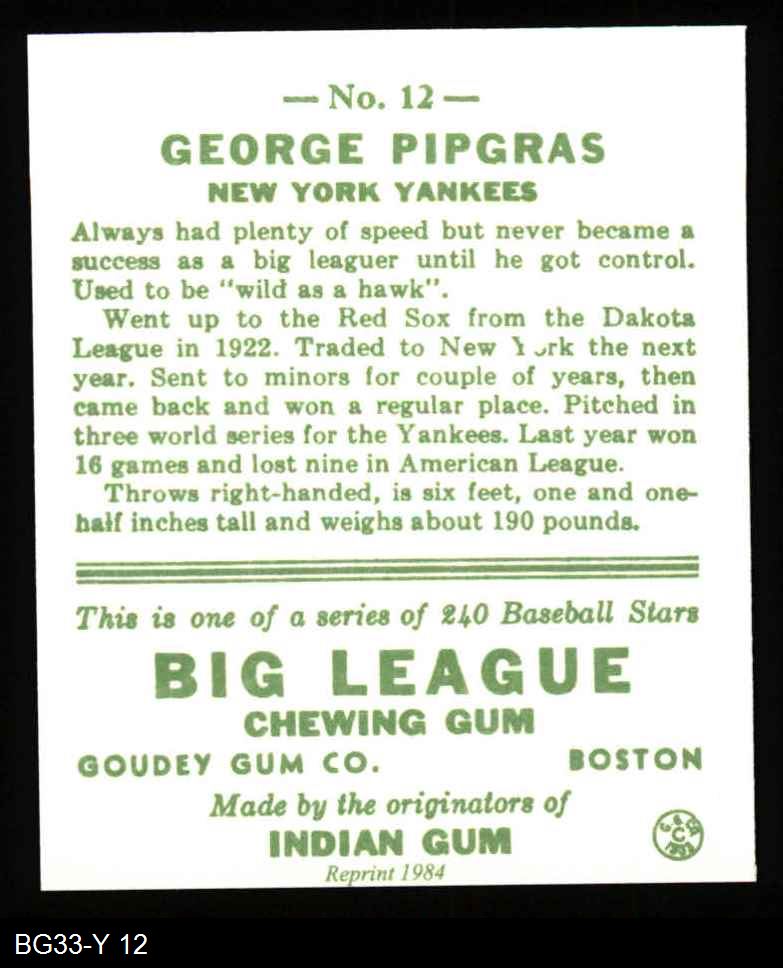 — No. 12 —
GEORGE PIPGRAS
NEW YORK YANKEES
Always had plenty of speed but never became a
success as a big leaguer until he got control.
Used to be "wild as a hawk".
Went up to the Red Sox from the Dakota
League in 1922. Traded to New York the next
year. Sent to minors for couple of years, then
came back and won a regular place. Pitched in
three world series for the Yankees. Last year won
16 games and lost nine in American League.
Throws right-handed, is six feet, one and one-
half inches tall and weighs about 190 pounds.
This is one of a series of 240 Baseball Stars
BIG LEAGUE
CHEWING GUM
GOUDEY GUM CO. BOSTON
Made by the originators of
INDIAN GUM
Reprint 1984
BG33-Y 12